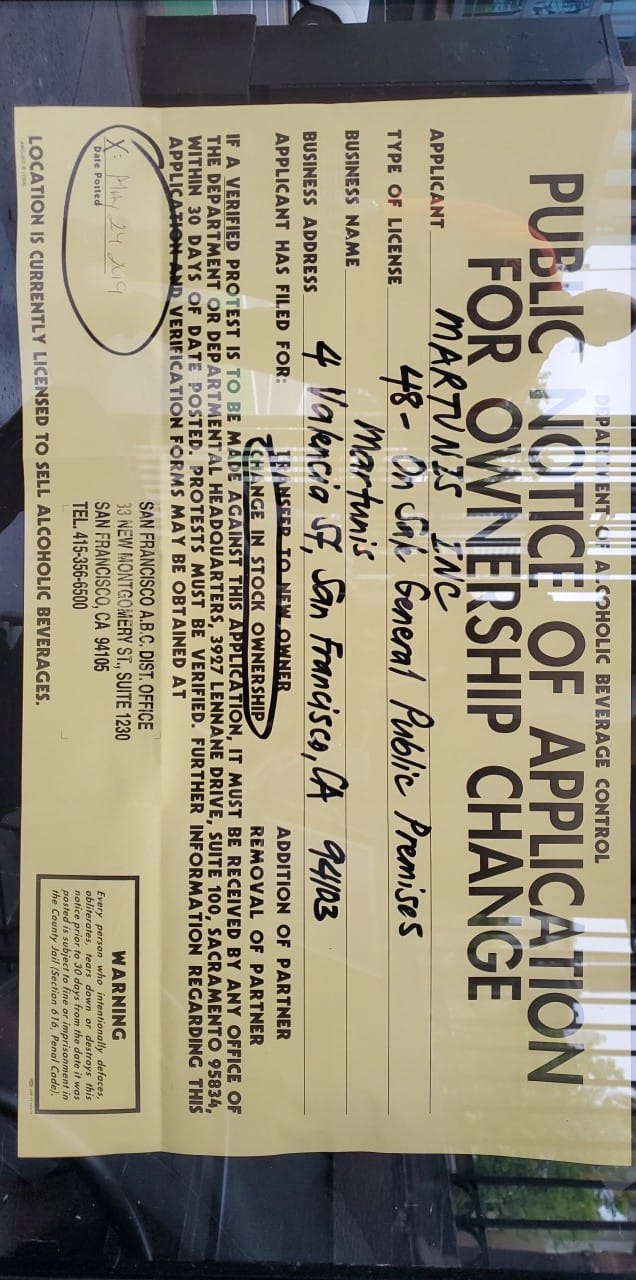 DEPARTMENT OF ALCOHOLIC BEVERAGE CONTROL
PUBLIC NOTICE OF APPLICATION
FOR OWNERSHIP CHANGE
APPLICANT MARTUNIS INC
TYPE OF LICENSE 48- On Sale General Public Premises
BUSINESS NAME Martunis
BUSINESS ADDRESS 4 Valencia St, San Francisco, CA 94103
APPLICANT HAS FILED FOR: TRANSFER TO NEW OWNER ADDITION OF PARTNER
CHANGE IN STOCK OWNERSHIP REMOVAL OF PARTNER
IF A VERIFIED PROTEST IS TO BE MADE AGAINST THIS APPLICATION, IT MUST BE RECEIVED BY ANY OFFICE OF
THE DEPARTMENT OR DEPARTMENTAL HEADQUARTERS, 3927 LENNANE DRIVE, SUITE 100, SACRAMENTO 95834,
WITHIN 30 DAYS OF DATE POSTED. PROTESTS MUST BE VERIFIED. FURTHER INFORMATION REGARDING THIS
APPLICATION AND VERIFICATION FORMS MAY BE OBTAINED AT
SAN FRANCISCO A.B.C. DIST. OFFICE
33 NEW MONTGOMERY ST., SUITE 1230
SAN FRANCISCO, CA 94105
TEL. 415-356-6500
X: May 24 2019
Date Posted
LOCATION IS CURRENTLY LICENSED TO SELL ALCOHOLIC BEVERAGES.
WARNING
Every person who intentionally defaces,
obliterates, tears down or destroys this
notice prior to 30 days from the date it was
posted is subject to fine or imprisonment in
the County Jail (Section 616, Penal Code).